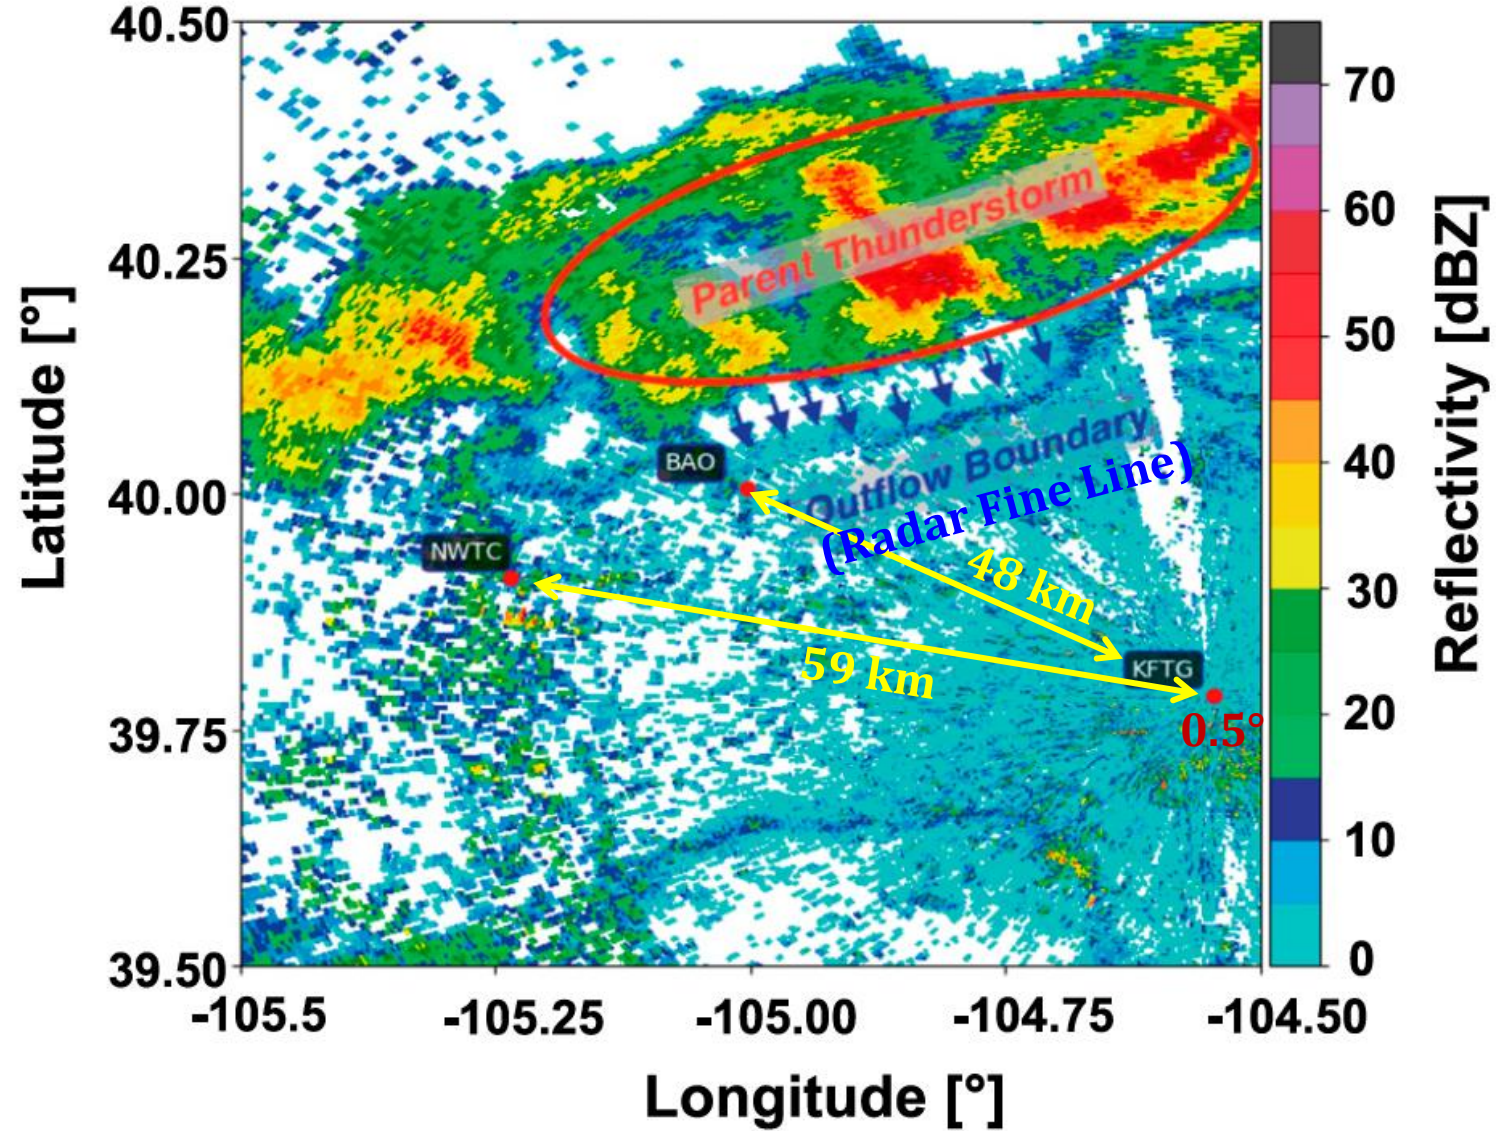 40.50
40.25
40.00
39.75
39.50
Latitude [°]
-105.5
-105.25
-105.00
-104.75
-104.50
Longitude [°]
Parent Thunderstorm
BAO
Outflow Boundary
(Radar Fine Line)
NWTC
48 km
59 km
KFTG
0.5°
70
60
50
40
30
20
10
0
Reflectivity [dBZ]